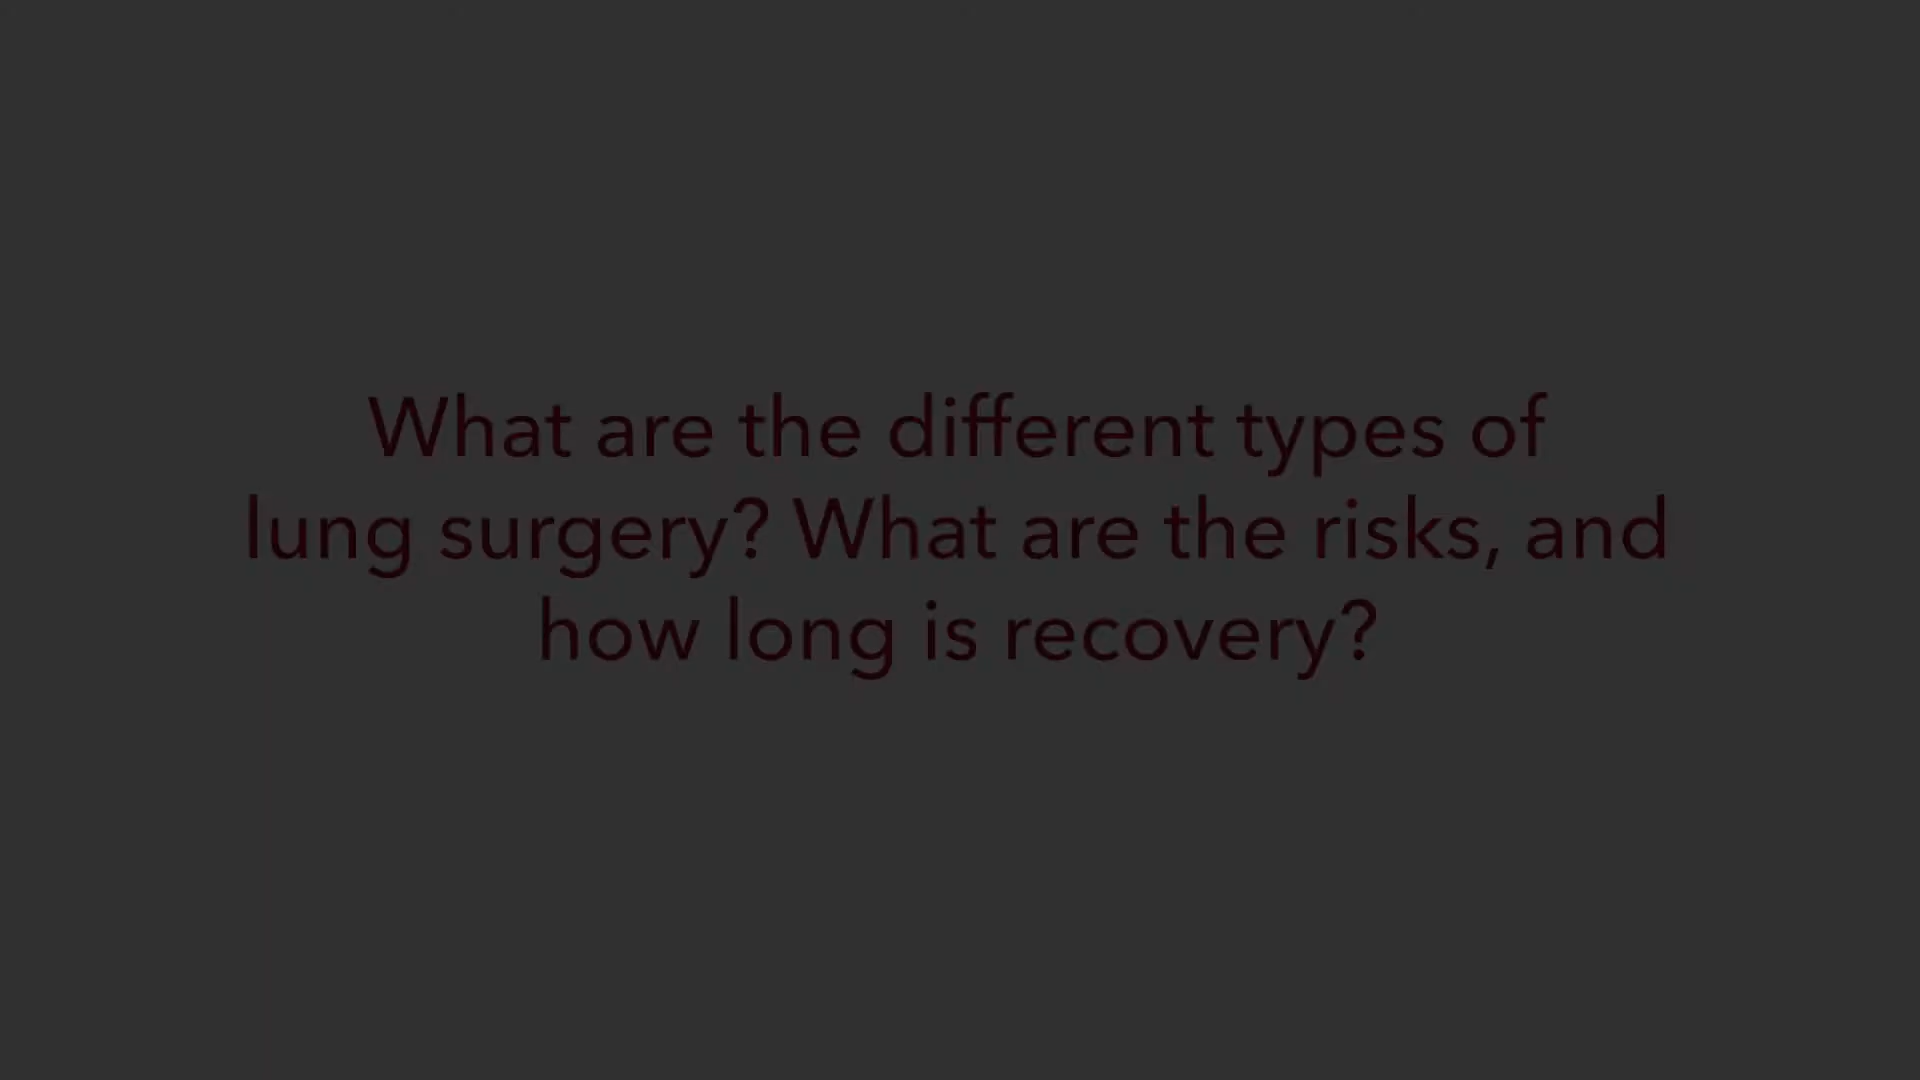 What are the different types of
lung surgery? What are the risks, and
how long is recovery?